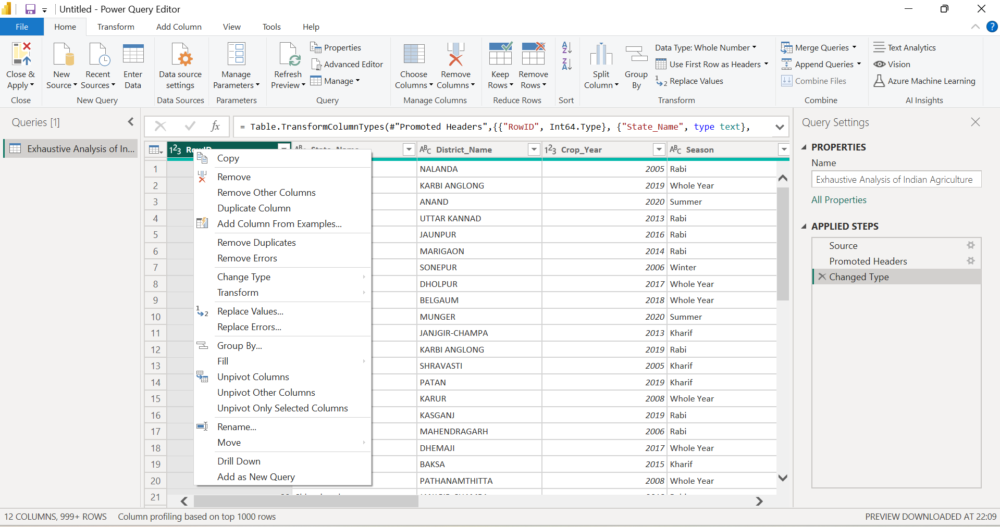 Untitled - Power Query Editor
File Home Transform Add Column View Tools Help
Close & Apply
New Source
Recent Sources
Enter Data
Data source settings
Manage Parameters
Refresh Preview
Properties
Advanced Editor
Manage
Choose Columns
Remove Columns
Keep Rows
Remove Rows
Split Column
Group By
Data Type: Whole Number
Use First Row as Headers
Replace Values
Merge Queries
Append Queries
Combine Files
Text Analytics
Vision
Azure Machine Learning
Close New Query Data Sources Parameters Query Manage Columns Reduce Rows Sort Transform Combine AI Insights
Queries [1]
Exhaustive Analysis of In...
fx = Table.TransformColumnTypes(#"Promoted Headers",{{"RowID", Int64.Type}, {"State_Name", type text},
RowID State_Name District_Name Crop_Year Season
1 NALANDA 2005 Rabi
2 KARBI ANGLONG 2019 Whole Year
3 ANAND 2020 Summer
4 UTTAR KANNAD 2013 Rabi
5 JAUNPUR 2016 Rabi
6 MARIGAON 2014 Rabi
7 SONEPUR 2006 Winter
8 DHOLPUR 2017 Whole Year
9 BELGAUM 2018 Whole Year
10 MUNGER 2020 Summer
11 JANJGIR-CHAMPA 2013 Kharif
12 KARBI ANGLONG 2019 Rabi
13 SHRAVASTI 2005 Kharif
14 PATAN 2019 Kharif
15 KARUR 2008 Whole Year
16 KASGANJ 2019 Rabi
17 MAHENDRAGARH 2006 Rabi
18 DHEMAJI 2017 Whole Year
19 BAKSA 2015 Kharif
20 PATHANAMTHITTA 2008 Whole Year
21
Copy
Remove
Remove Other Columns
Duplicate Column
Add Column From Examples...
Remove Duplicates
Remove Errors
Change Type
Transform
Replace Values...
Replace Errors...
Group By...
Fill
Unpivot Columns
Unpivot Other Columns
Unpivot Only Selected Columns
Rename...
Move
Drill Down
Add as New Query
Query Settings
PROPERTIES
Name
Exhaustive Analysis of Indian Agriculture
All Properties
APPLIED STEPS
Source
Promoted Headers
Changed Type
12 COLUMNS, 999+ ROWS Column profiling based on top 1000 rows
PREVIEW DOWNLOADED AT 22:09